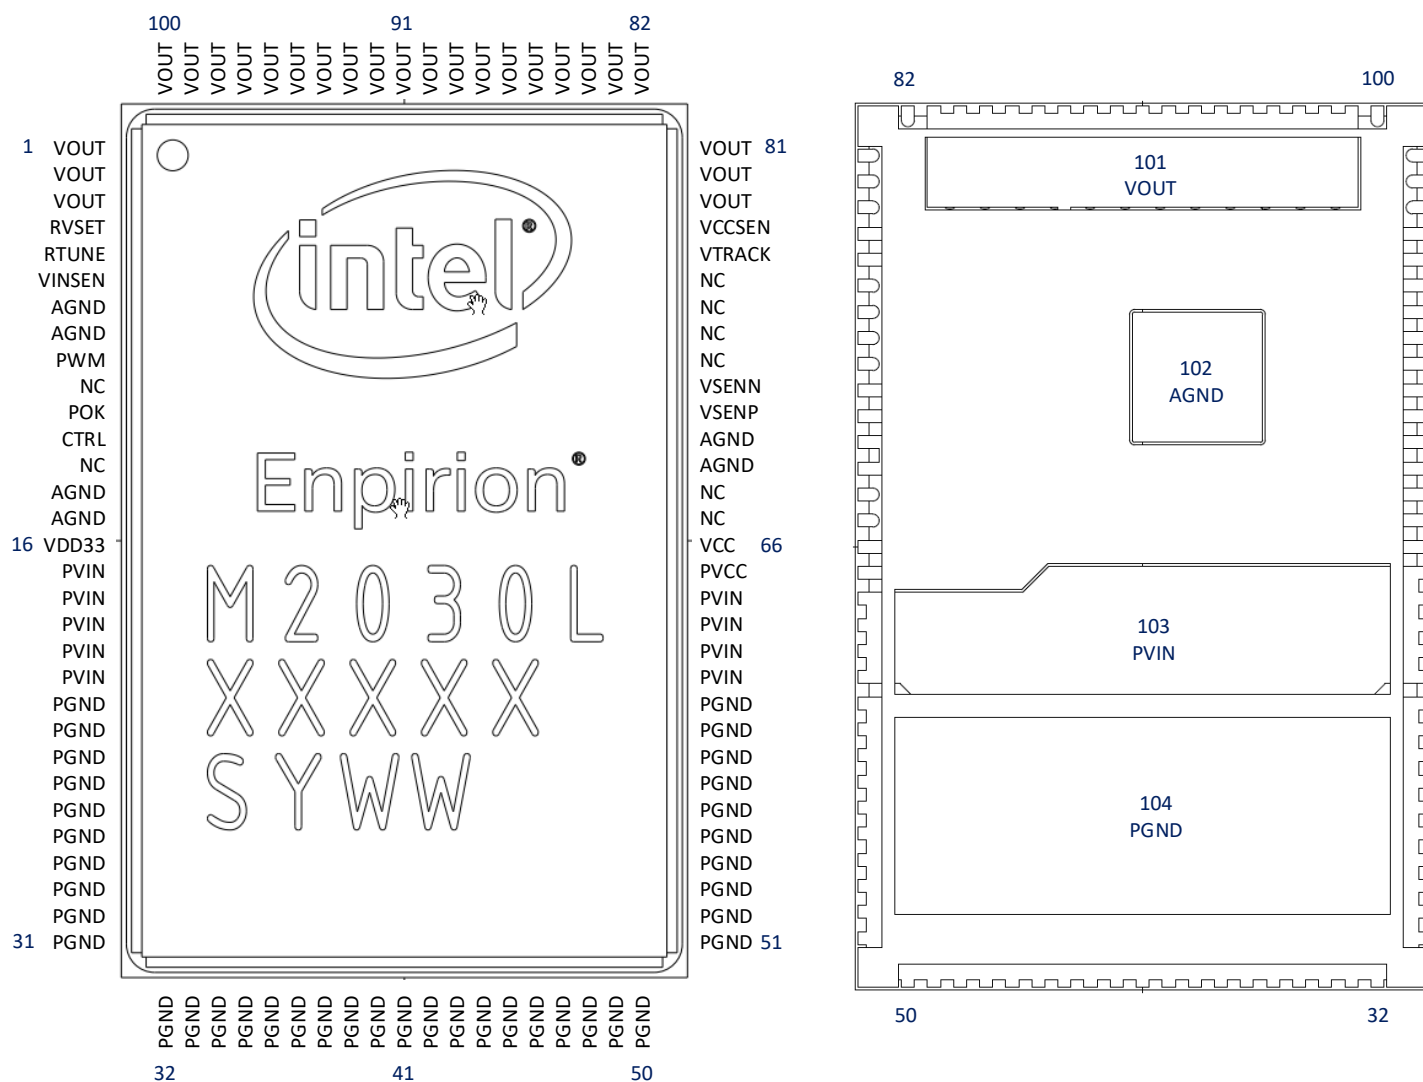 100 91 82
VOUT VOUT VOUT VOUT VOUT VOUT VOUT VOUT VOUT VOUT VOUT VOUT VOUT VOUT VOUT VOUT VOUT VOUT VOUT
1 VOUT
VOUT
VOUT
RVSET
RTUNE
VINSEN
AGND
AGND
PWM
NC
POK
CTRL
NC
AGND
AGND
16 VDD33
PVIN
PVIN
PVIN
PVIN
PVIN
PGND
PGND
PGND
PGND
PGND
PGND
PGND
PGND
PGND
31 PGND
intel®
Enpirion®
M2030L
XXXXX
SYWW
VOUT 81
VOUT
VOUT
VCCSEN
VTRACK
NC
NC
NC
NC
VSENN
VSENP
AGND
AGND
NC
NC
VCC 66
PVCC
PVIN
PVIN
PVIN
PVIN
PGND
PGND
PGND
PGND
PGND
PGND
PGND
PGND
PGND
PGND 51
PGND PGND PGND PGND PGND PGND PGND PGND PGND PGND PGND PGND PGND PGND PGND PGND PGND PGND PGND
32 41 50
82 100
101
VOUT
102
AGND
103
PVIN
104
PGND
50 32